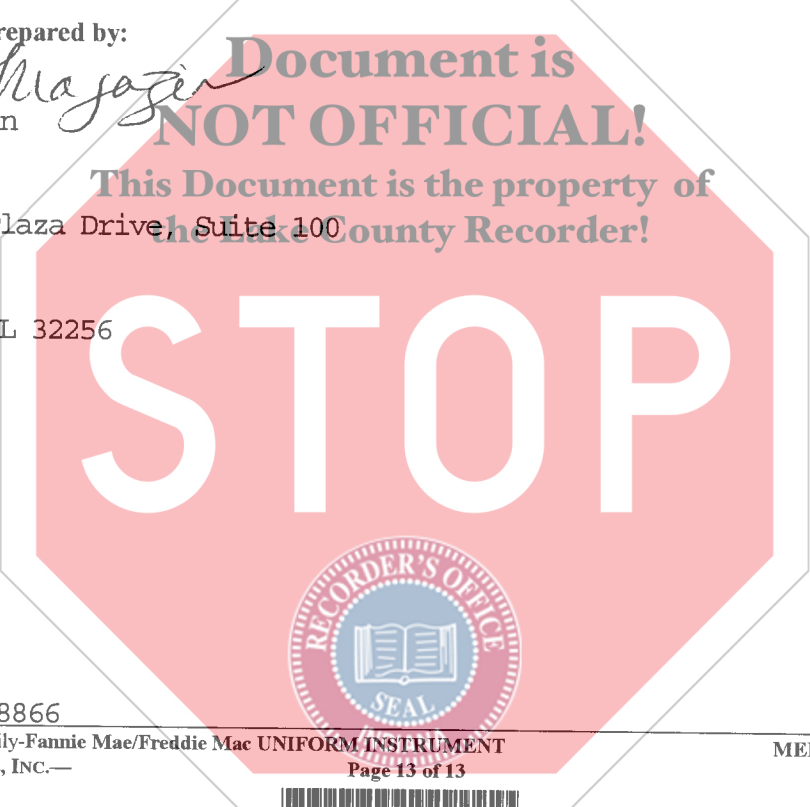 repared by:
Document is
n
NOT OFFICIAL!
This Document is the property of
laza Drive, Suite 100
the Lake County Recorder!
L 32256
STOP
RECORDER'S OFFICE
SEAL
INDIANA
8866
ily-Fannie Mae/Freddie Mac UNIFORM INSTRUMENT
, INC.—
Page 13 of 13